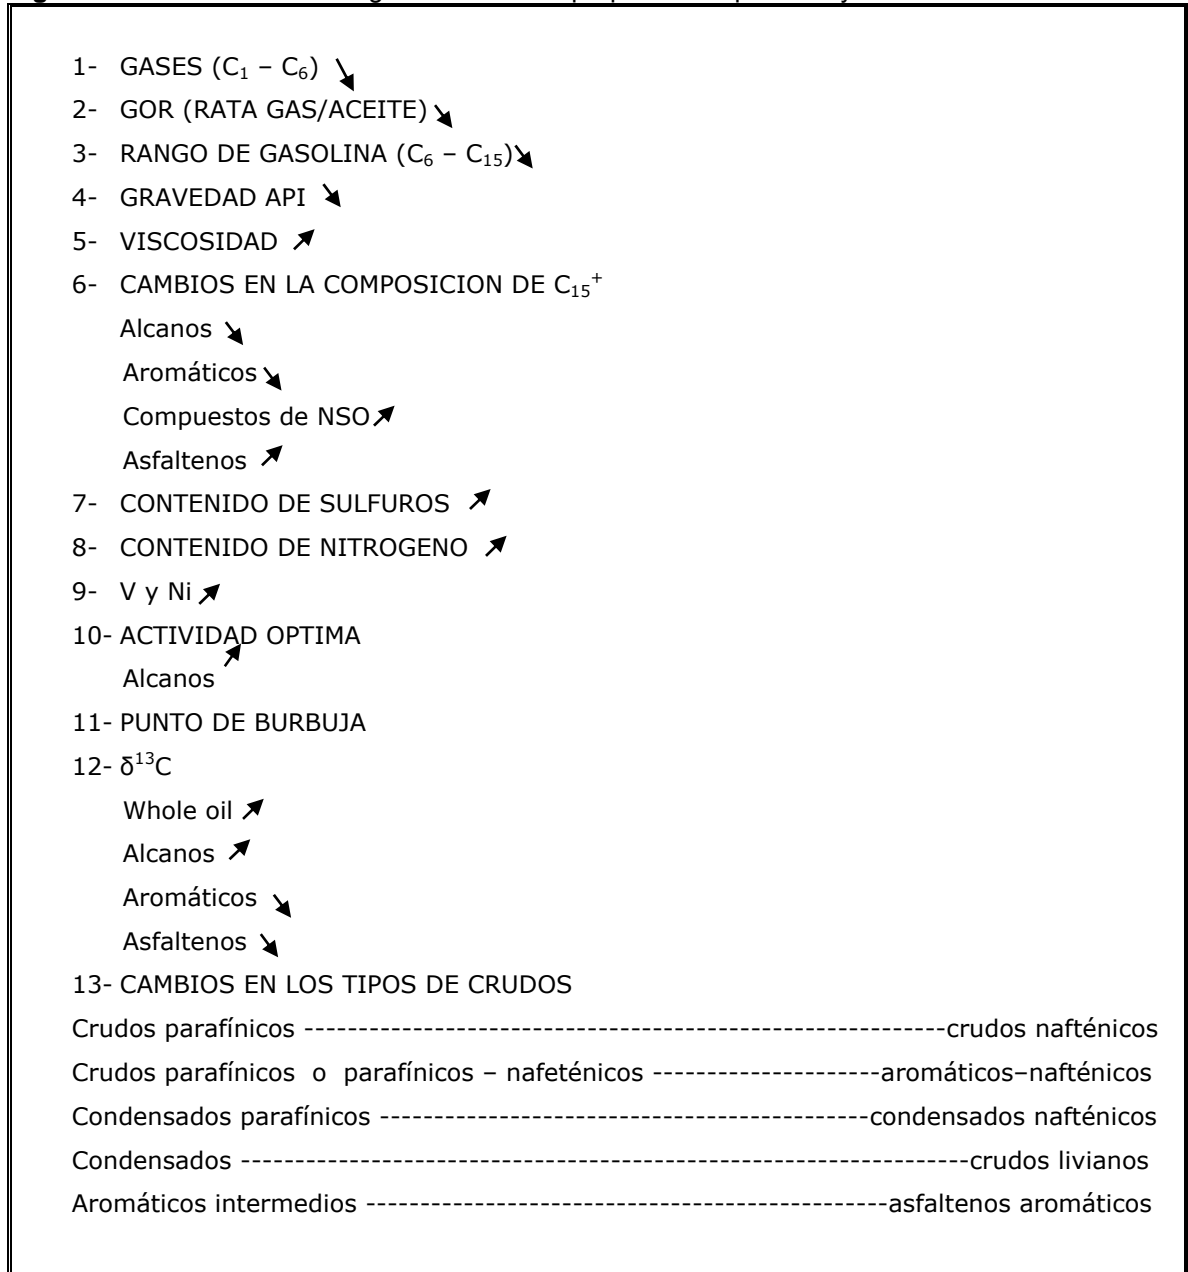 1- GASES (C₁ – C₆) ↘
2- GOR (RATA GAS/ACEITE) ↘
3- RANGO DE GASOLINA (C₆ – C₁₅) ↘
4- GRAVEDAD API ↘
5- VISCOSIDAD ↗
6- CAMBIOS EN LA COMPOSICION DE C₁₅⁺
Alcanos ↘
Aromáticos ↘
Compuestos de NSO ↗
Asfaltenos ↗
7- CONTENIDO DE SULFUROS ↗
8- CONTENIDO DE NITROGENO ↗
9- V y Ni ↗
10- ACTIVIDAD OPTIMA
Alcanos ↗
11- PUNTO DE BURBUJA
12- δ¹³C
Whole oil ↗
Alcanos ↗
Aromáticos ↘
Asfaltenos ↘
13- CAMBIOS EN LOS TIPOS DE CRUDOS
Crudos parafínicos -----------------------------------------------------------crudos nafténicos
Crudos parafínicos o parafínicos – nafeténicos ---------------------aromáticos–nafténicos
Condensados parafínicos ---------------------------------------------condensados nafténicos
Condensados -------------------------------------------------------------------crudos livianos
Aromáticos intermedios ------------------------------------------------asfaltenos aromáticos